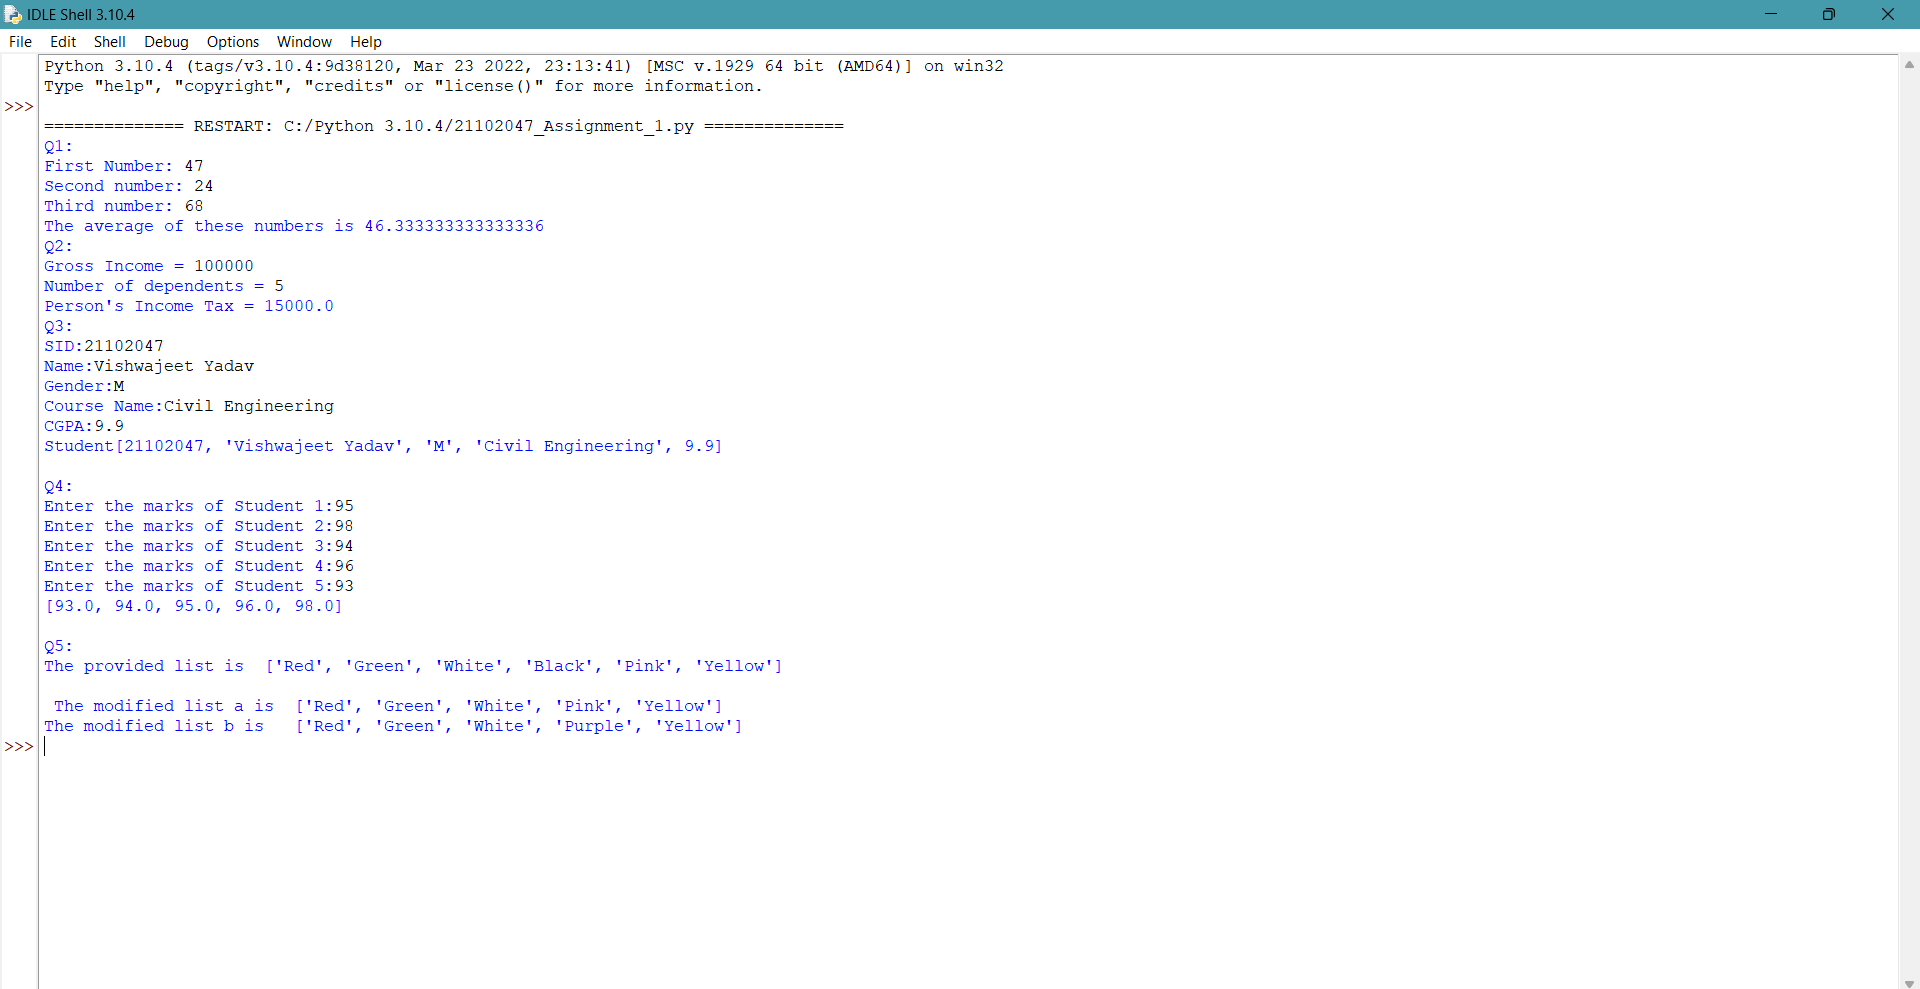 IDLE Shell 3.10.4
File Edit Shell Debug Options Window Help
Python 3.10.4 (tags/v3.10.4:9d38120, Mar 23 2022, 23:13:41) [MSC v.1929 64 bit (AMD64)] on win32
Type "help", "copyright", "credits" or "license()" for more information.
>>>
============== RESTART: C:/Python 3.10.4/21102047_Assignment_1.py ==============
Q1:
First Number: 47
Second number: 24
Third number: 68
The average of these numbers is 46.333333333333336
Q2:
Gross Income = 100000
Number of dependents = 5
Person's Income Tax = 15000.0
Q3:
SID:21102047
Name:Vishwajeet Yadav
Gender:M
Course Name:Civil Engineering
CGPA:9.9
Student[21102047, 'Vishwajeet Yadav', 'M', 'Civil Engineering', 9.9]
Q4:
Enter the marks of Student 1:95
Enter the marks of Student 2:98
Enter the marks of Student 3:94
Enter the marks of Student 4:96
Enter the marks of Student 5:93
[93.0, 94.0, 95.0, 96.0, 98.0]
Q5:
The provided list is  ['Red', 'Green', 'White', 'Black', 'Pink', 'Yellow']
 The modified list a is  ['Red', 'Green', 'White', 'Pink', 'Yellow']
The modified list b is   ['Red', 'Green', 'White', 'Purple', 'Yellow']
>>>